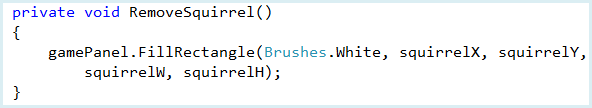 private void RemoveSquirrel()
{
    gamePanel.FillRectangle(Brushes.White, squirrelX, squirrelY,
        squirrelW, squirrelH);
}